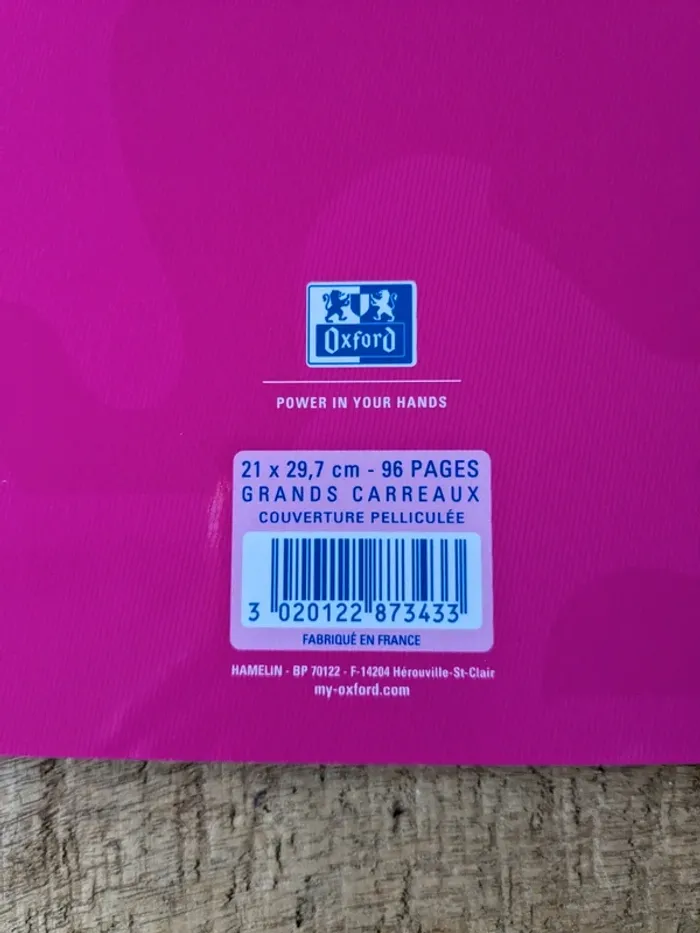 Oxford
POWER IN YOUR HANDS
21 x 29,7 cm - 96 PAGES
GRANDS CARREAUX
COUVERTURE PELLICULÉE
3 020122 873433
FABRIQUÉ EN FRANCE
HAMELIN - BP 70122 - F-14204 Hérouville-St-Clair
my-oxford.com